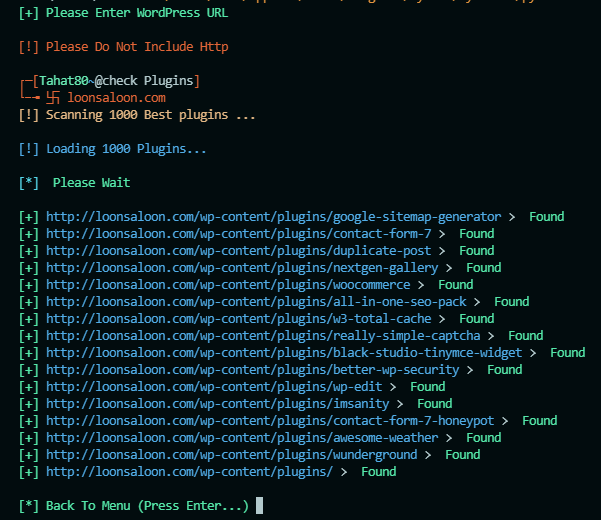 [+] Please Enter WordPress URL
[!] Please Do Not Include Http
┌─[Tahat80~@check Plugins]
└─╼ 卐 loonsaloon.com
[!] Scanning 1000 Best plugins ...
[!] Loading 1000 Plugins...
[*]  Please Wait
[+] http://loonsaloon.com/wp-content/plugins/google-sitemap-generator >  Found
[+] http://loonsaloon.com/wp-content/plugins/contact-form-7 >  Found
[+] http://loonsaloon.com/wp-content/plugins/duplicate-post >  Found
[+] http://loonsaloon.com/wp-content/plugins/nextgen-gallery >  Found
[+] http://loonsaloon.com/wp-content/plugins/woocommerce >  Found
[+] http://loonsaloon.com/wp-content/plugins/all-in-one-seo-pack >  Found
[+] http://loonsaloon.com/wp-content/plugins/w3-total-cache >  Found
[+] http://loonsaloon.com/wp-content/plugins/really-simple-captcha >  Found
[+] http://loonsaloon.com/wp-content/plugins/black-studio-tinymce-widget >  Found
[+] http://loonsaloon.com/wp-content/plugins/better-wp-security >  Found
[+] http://loonsaloon.com/wp-content/plugins/wp-edit >  Found
[+] http://loonsaloon.com/wp-content/plugins/imsanity >  Found
[+] http://loonsaloon.com/wp-content/plugins/contact-form-7-honeypot >  Found
[+] http://loonsaloon.com/wp-content/plugins/awesome-weather >  Found
[+] http://loonsaloon.com/wp-content/plugins/wunderground >  Found
[+] http://loonsaloon.com/wp-content/plugins/ >  Found
[*] Back To Menu (Press Enter...)